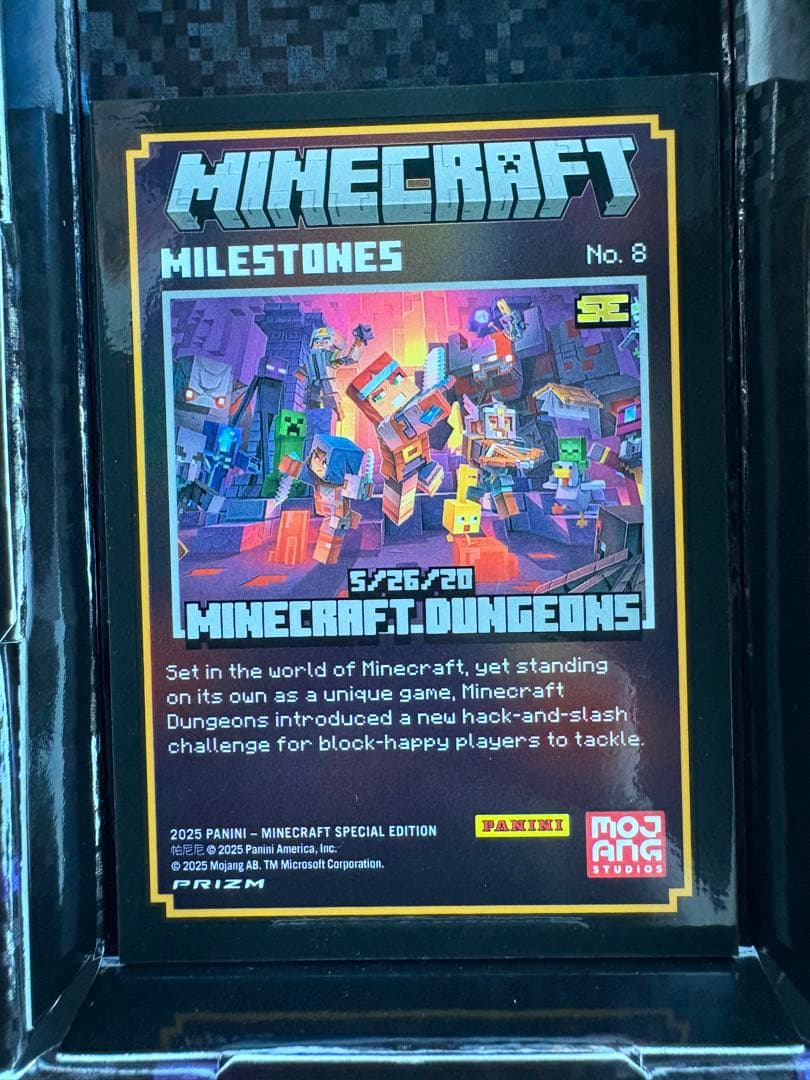 MINECRAFT
MILESTONES
No. 8
SE
5/26/20
MINECRAFT DUNGEONS
Set in the world of Minecraft, yet standing
on its own as a unique game, Minecraft
Dungeons introduced a new hack-and-slash
challenge for block-happy players to tackle.
2025 PANINI – MINECRAFT SPECIAL EDITION
帕尼尼 © 2025 Panini America, Inc.
© 2025 Mojang AB. TM Microsoft Corporation.
PRIZM
PANINI
MOJ
ANG
STUDIOS